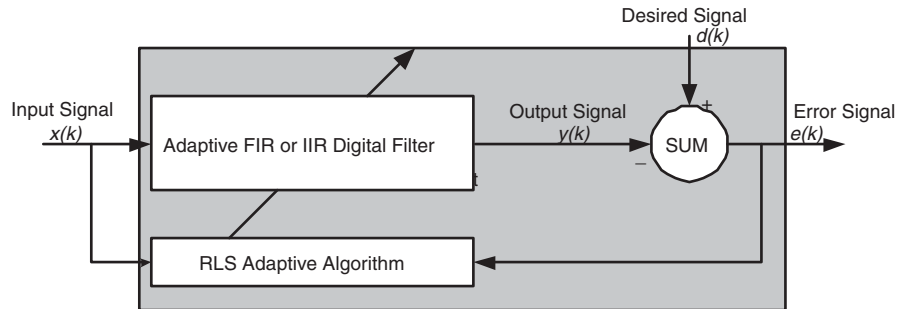 Desired Signal
d(k)
Input Signal
x(k)
Adaptive FIR or IIR Digital Filter
Output Signal
y(k)
+
−
SUM
Error Signal
e(k)
t
RLS Adaptive Algorithm